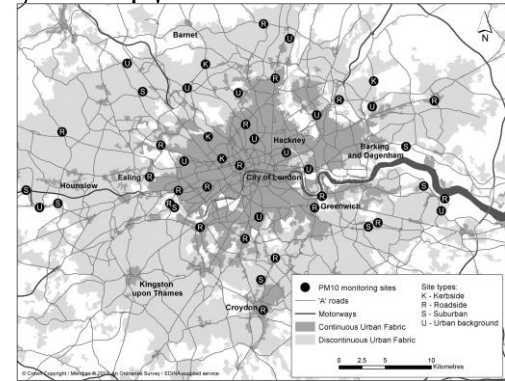 R
Barnet
U
N
U
K
R
K
S
U
U
R
R
U
U
R
R
K
U
Hackney
R
U
S
Barking
and Dagenham
U
K
R
U
Ealing
R
City of London
Hounslow
S
R
R
S
R
R
U
S
R
S
R
Greenwich
U
U
S
R
R
R
R
Kingston
upon Thames
S
Croydon
R
PM10 monitoring sites
'A' roads
Motorways
Continuous Urban Fabric
Discontinuous Urban Fabric
Site types:
K - Kerbside
R - Roadside
S - Suburban
U - Urban background
0 2.5 5 10
Kilometres